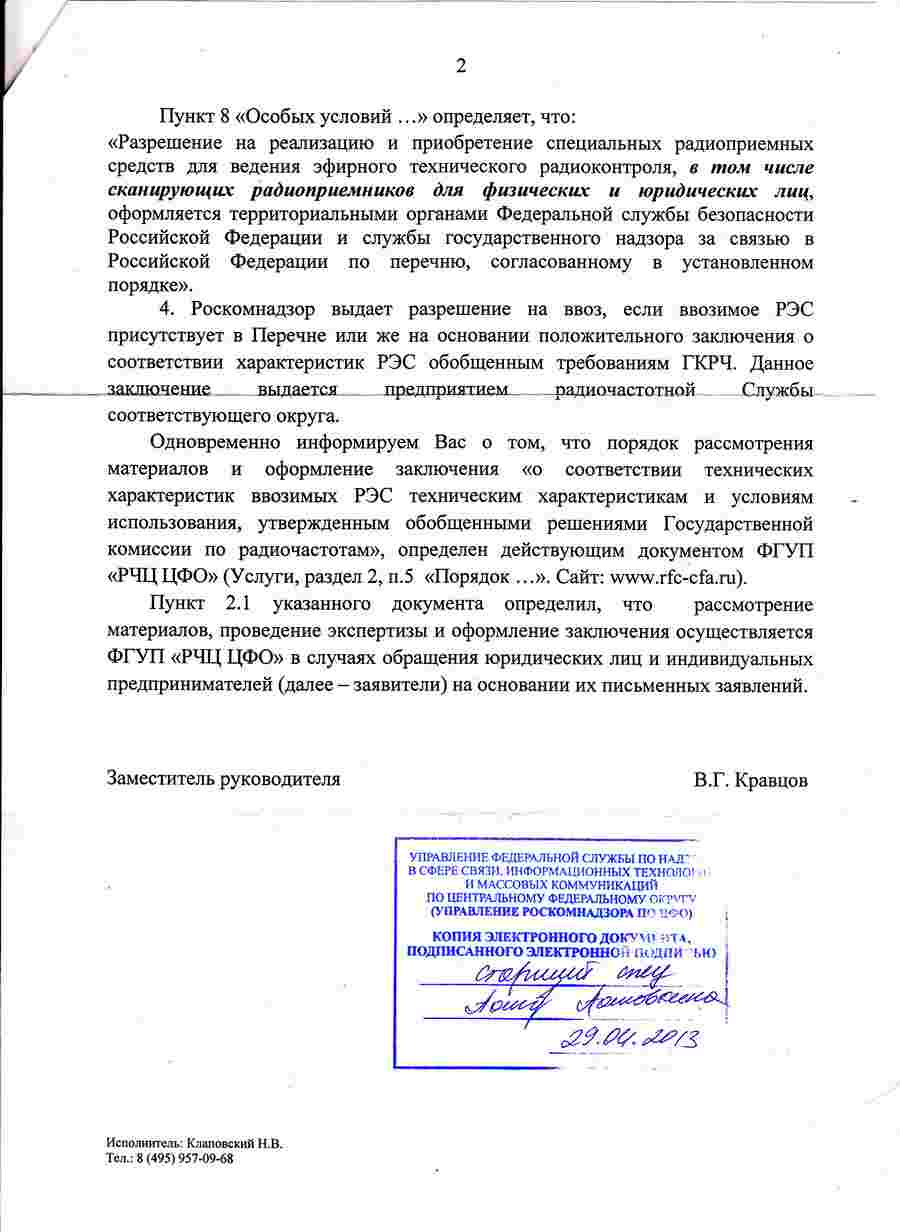 2
Пункт 8 «Особых условий …» определяет, что:
«Разрешение на реализацию и приобретение специальных радиоприемных
средств для ведения эфирного технического радиоконтроля, в том числе
сканирующих радиоприемников для физических и юридических лиц,
оформляется территориальными органами Федеральной службы безопасности
Российской Федерации и службы государственного надзора за связью в
Российской Федерации по перечню, согласованному в установленном
порядке».
4. Роскомнадзор выдает разрешение на ввоз, если ввозимое РЭС
присутствует в Перечне или же на основании положительного заключения о
соответствии характеристик РЭС обобщенным требованиям ГКРЧ. Данное
заключение выдается предприятием радиочастотной Службы
соответствующего округа.
Одновременно информируем Вас о том, что порядок рассмотрения
материалов и оформление заключения «о соответствии технических
характеристик ввозимых РЭС техническим характеристикам и условиям
использования, утвержденным обобщенными решениями Государственной
комиссии по радиочастотам», определен действующим документом ФГУП
«РЧЦ ЦФО» (Услуги, раздел 2, п.5 «Порядок …». Сайт: www.rfc-cfa.ru).
Пункт 2.1 указанного документа определил, что рассмотрение
материалов, проведение экспертизы и оформление заключения осуществляется
ФГУП «РЧЦ ЦФО» в случаях обращения юридических лиц и индивидуальных
предпринимателей (далее – заявители) на основании их письменных заявлений.
Заместитель руководителя В.Г. Кравцов
УПРАВЛЕНИЕ ФЕДЕРАЛЬНОЙ СЛУЖБЫ ПО НАД
В СФЕРЕ СВЯЗИ, ИНФОРМАЦИОННЫХ ТЕХНОЛОГИЙ
И МАССОВЫХ КОММУНИКАЦИЙ
ПО ЦЕНТРАЛЬНОМУ ФЕДЕРАЛЬНОМУ ОКРУГУ
(УПРАВЛЕНИЕ РОСКОМНАДЗОРА ПО ЦФО)
КОПИЯ ЭЛЕКТРОННОГО ДОКУМЕНТА,
ПОДПИСАННОГО ЭЛЕКТРОННОЙ ПОДПИСЬЮ
старший спец
29.04.2013
Исполнитель: Клаповский Н.В.
Тел.: 8 (495) 957-09-68